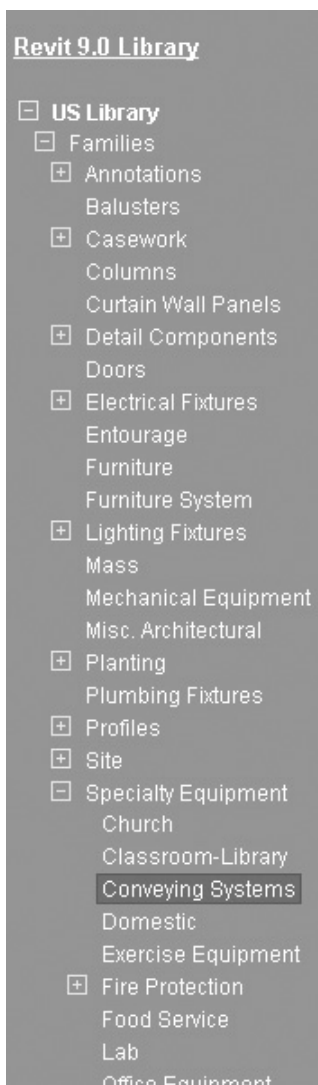 Revit 9.0 Library
US Library
Families
Annotations
Balusters
Casework
Columns
Curtain Wall Panels
Detail Components
Doors
Electrical Fixtures
Entourage
Furniture
Furniture System
Lighting Fixtures
Mass
Mechanical Equipment
Misc. Architectural
Planting
Plumbing Fixtures
Profiles
Site
Specialty Equipment
Church
Classroom-Library
Conveying Systems
Domestic
Exercise Equipment
Fire Protection
Food Service
Lab
Office Equipment